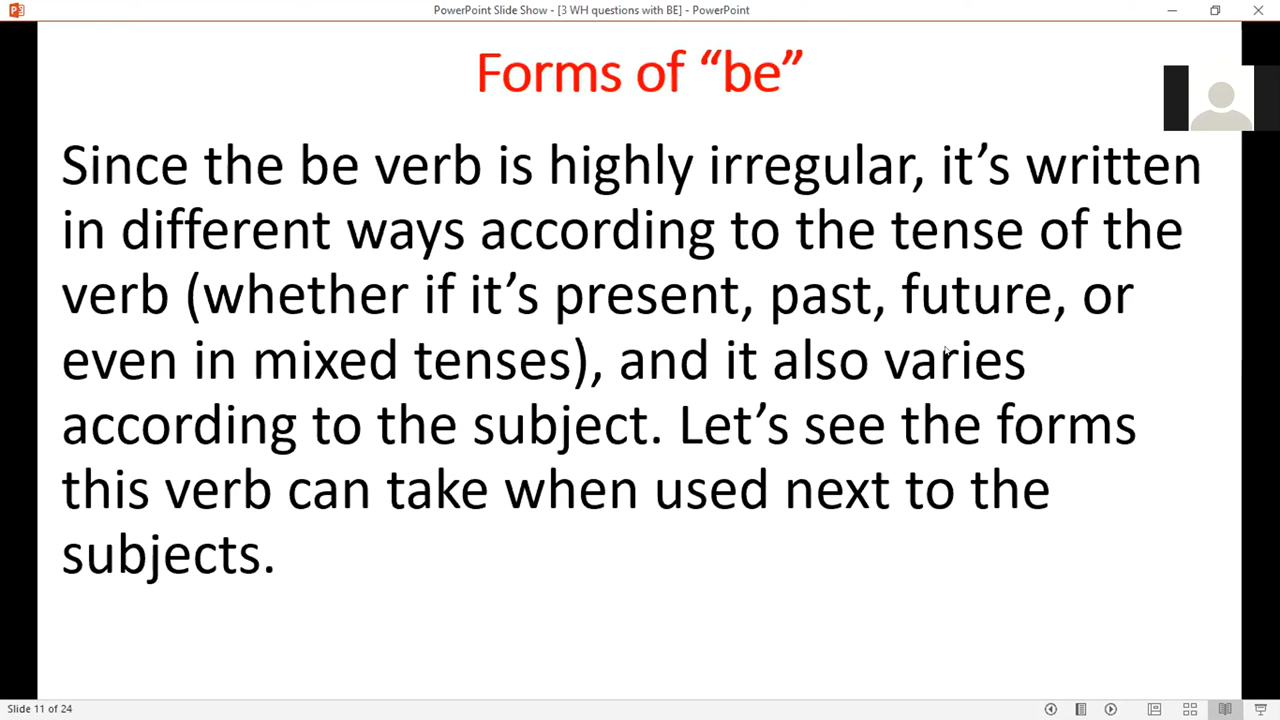 PowerPoint Slide Show - [3 WH questions with BE] - PowerPoint
Forms of “be”
Since the be verb is highly irregular, it’s written
in different ways according to the tense of the
verb (whether if it’s present, past, future, or
even in mixed tenses), and it also varies
according to the subject. Let’s see the forms
this verb can take when used next to the
subjects.
Slide 11 of 24